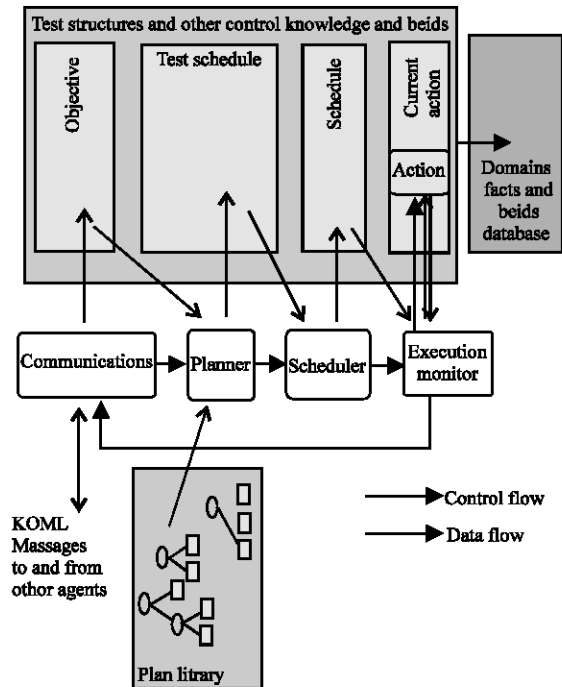 Test structures and other control knowledge and beids
Objective
Test schedule
Schedule
Current
action
Action
Domains
facts and
beids
database
Communications
Planner
Scheduler
Execution
monitor
KOML
Massages
to and from
other agents
Control flow
Data flow
Plan litrary